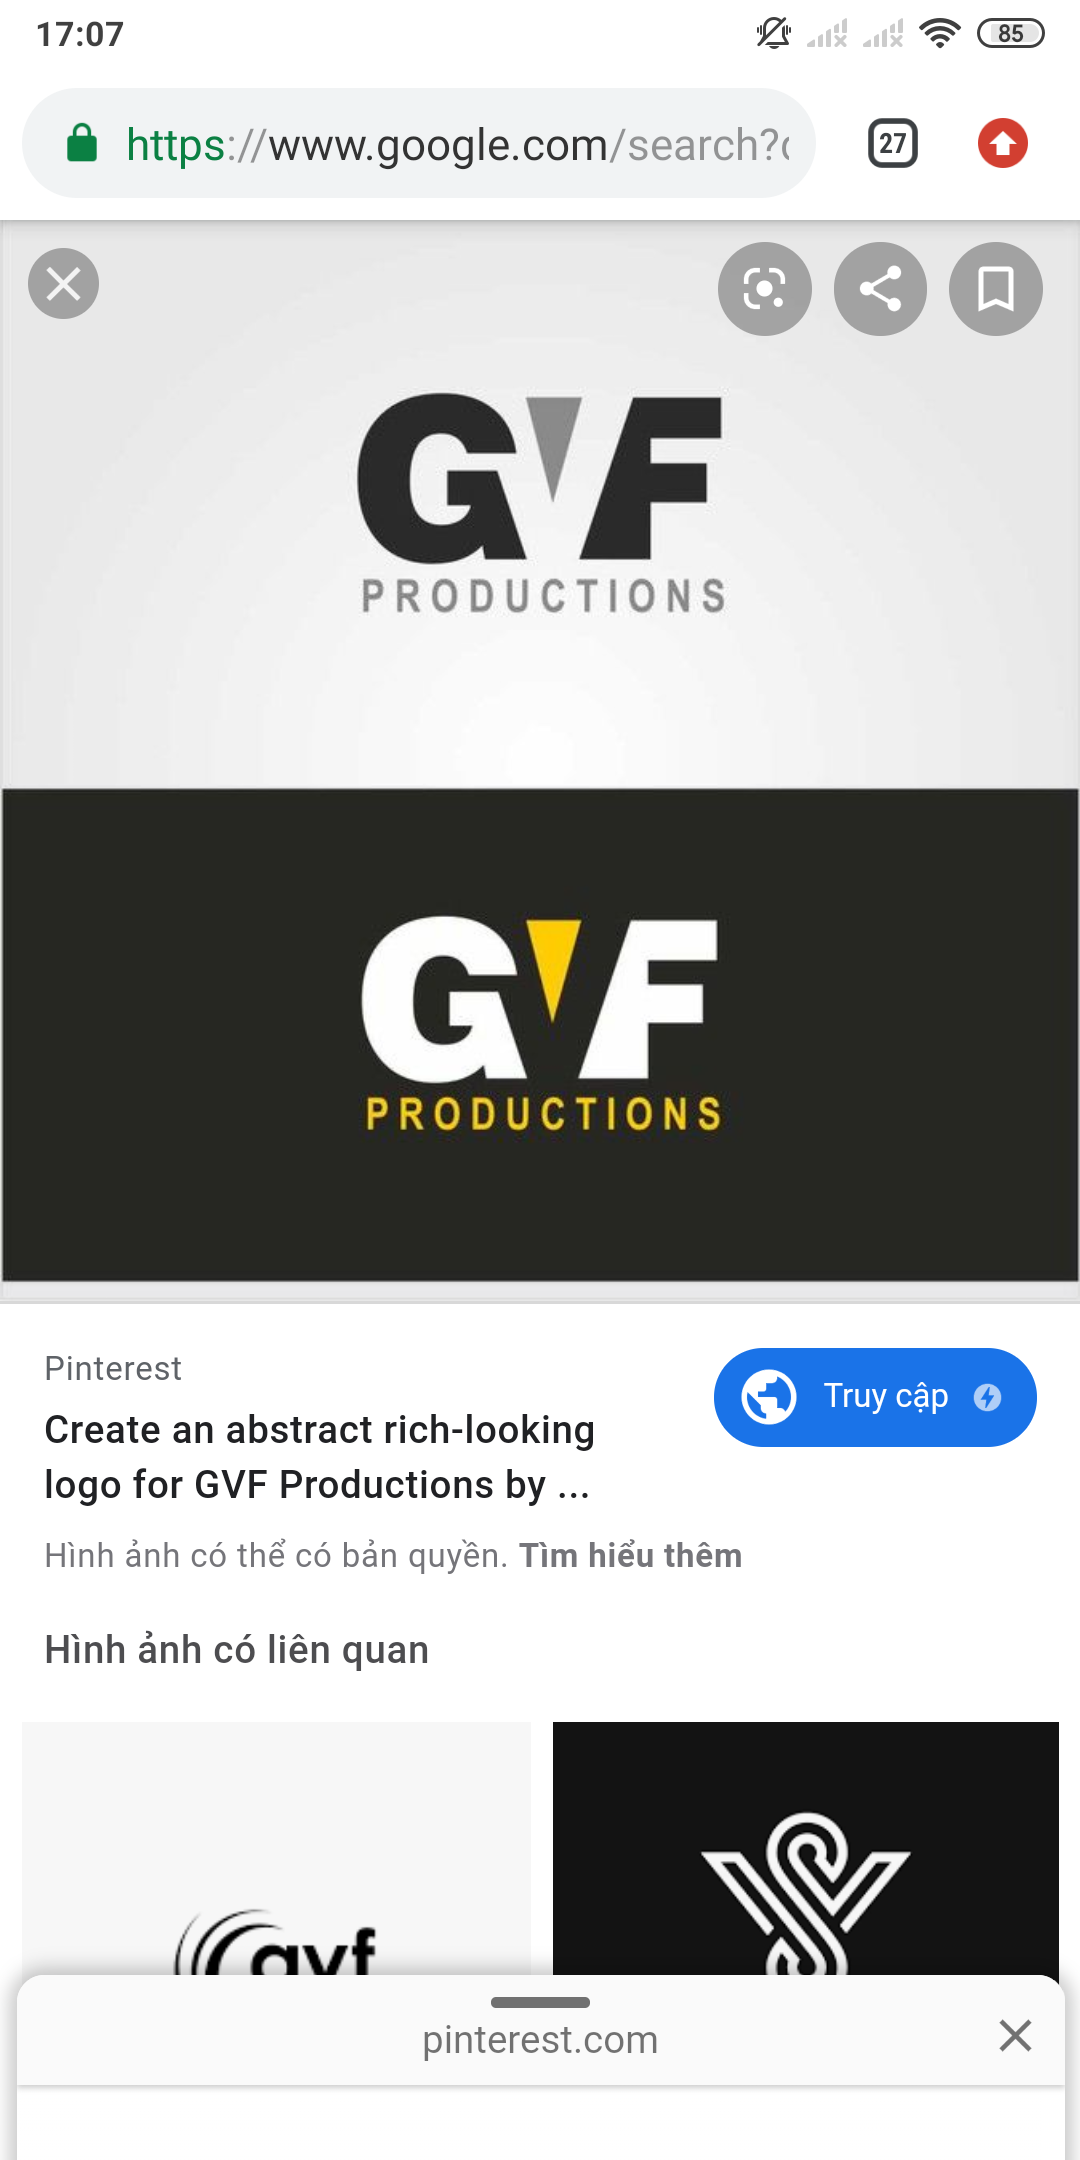 17:07
85
https://www.google.com/search?
27
GVF
PRODUCTIONS
GVF
PRODUCTIONS
Pinterest
Truy cập
Create an abstract rich-looking
logo for GVF Productions by ...
Hình ảnh có thể có bản quyền. Tìm hiểu thêm
Hình ảnh có liên quan
gvf
pinterest.com